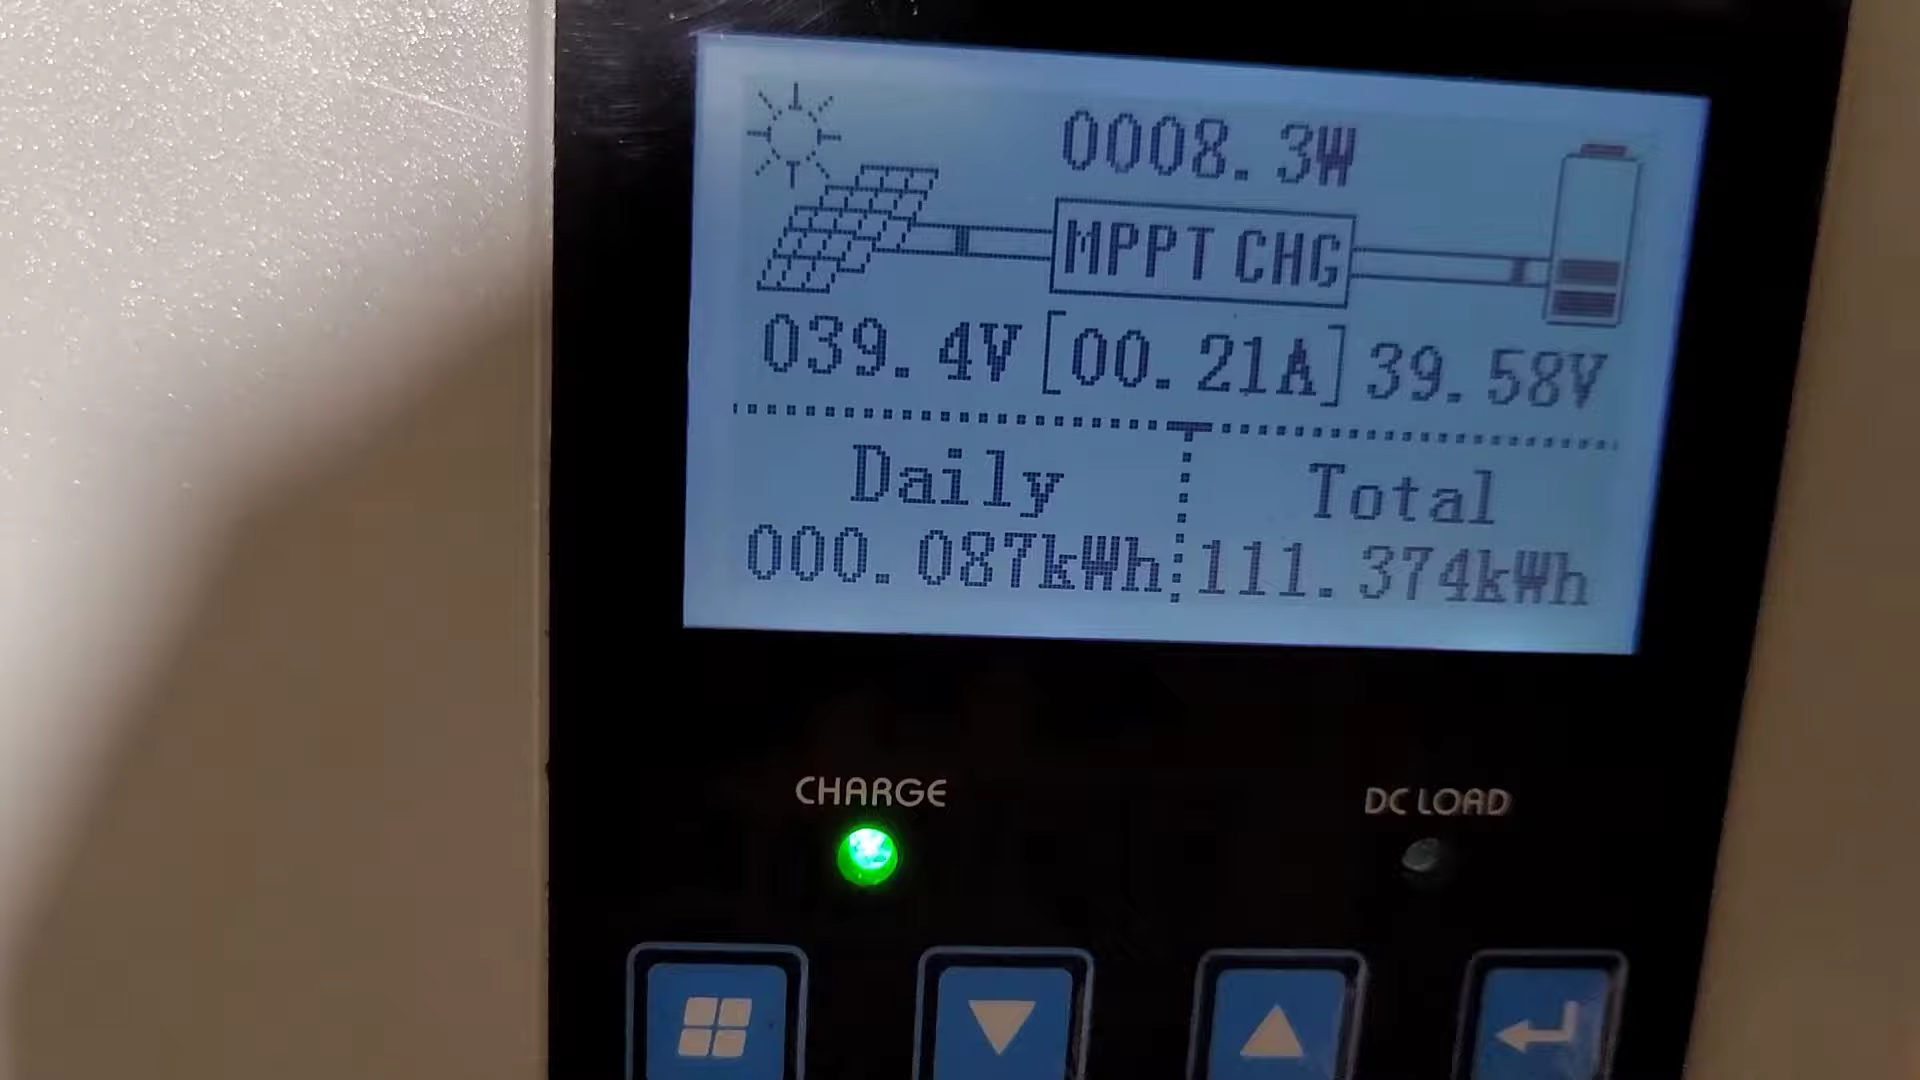 0008.3W
MPPT CHG
039.4V [00.21A] 39.58V
Daily Total
000.087kWh 111.374kWh
CHARGE DC LOAD